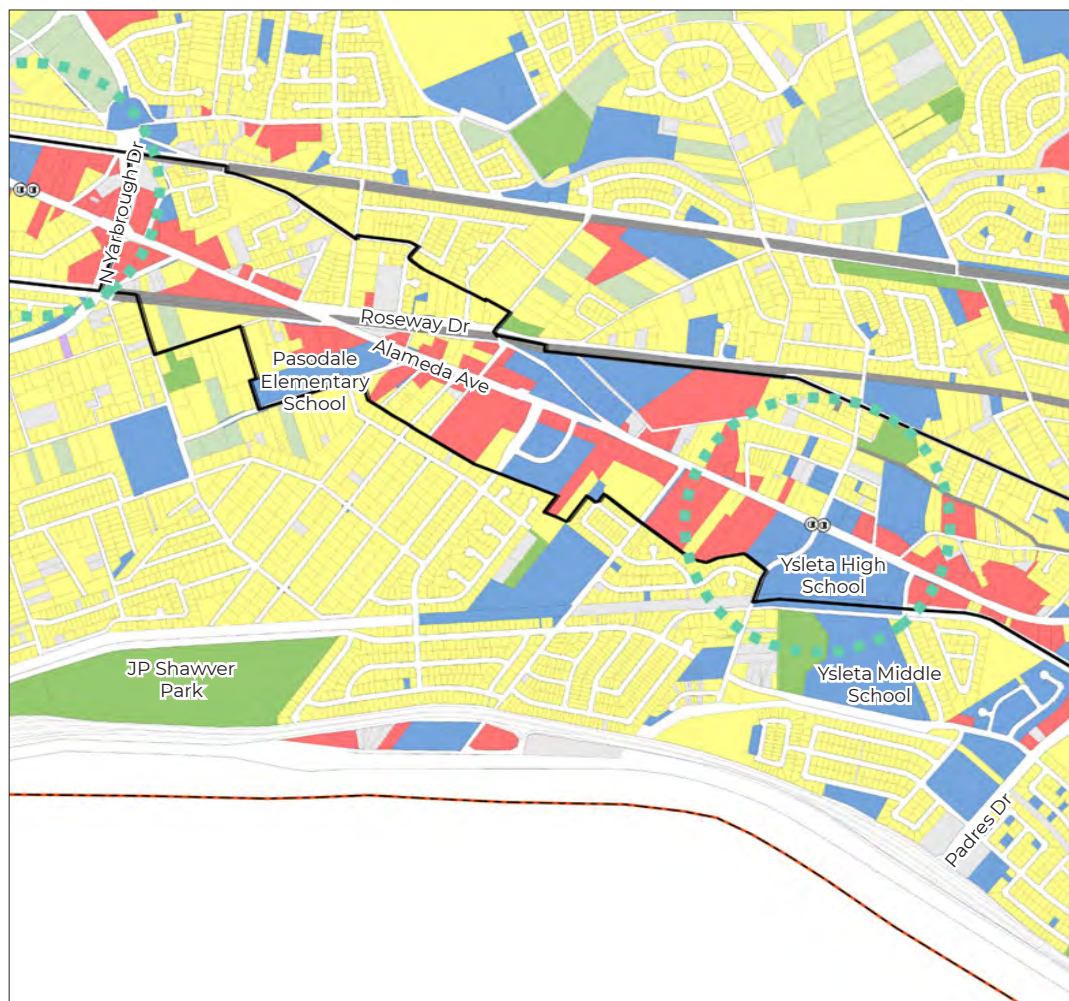 N Yarbrough Dr
Roseway Dr
Alameda Ave
Pasodale
Elementary
School
Ysleta High
School
JP Shawver
Park
Ysleta Middle
School
Padres Dr